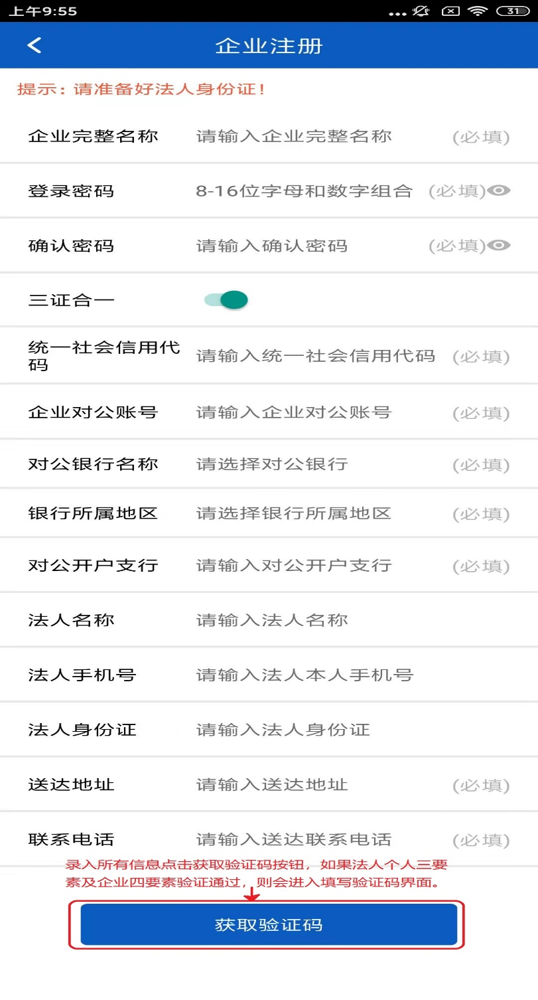 上午9:55
31
企业注册
提示：请准备好法人身份证！
企业完整名称 请输入企业完整名称 (必填)
登录密码 8-16位字母和数字组合 (必填)
确认密码 请输入确认密码 (必填)
三证合一
统一社会信用代
码 请输入统一社会信用代码 (必填)
企业对公账号 请输入企业对公账号 (必填)
对公银行名称 请选择对公银行 (必填)
银行所属地区 请选择银行所属地区 (必填)
对公开户支行 请输入对公开户支行 (必填)
法人名称 请输入法人名称
法人手机号 请输入法人本人手机号
法人身份证 请输入法人身份证
送达地址 请输入送达地址 (必填)
联系电话 请输入送达联系电话 (必填)
录入所有信息点击获取验证码按钮，如果法人个人三要
素及企业四要素验证通过，则会进入填写验证码界面。
获取验证码